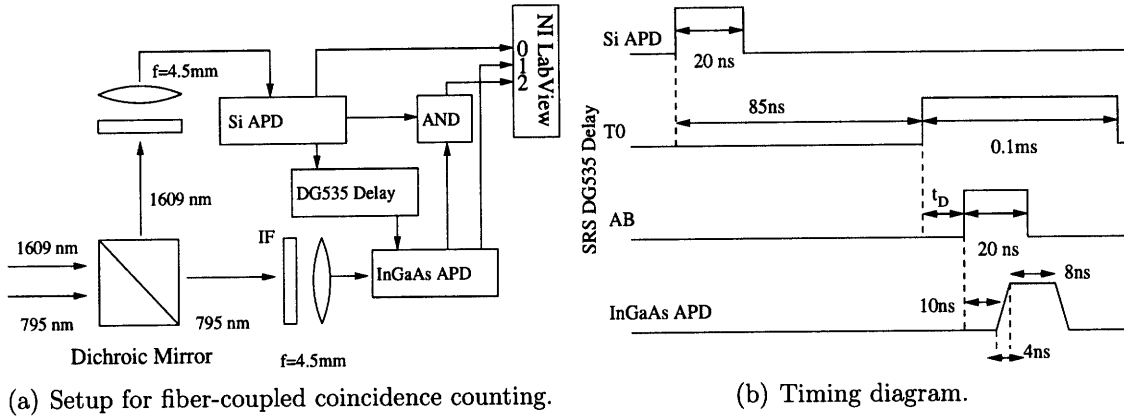 f=4.5mm
Si APD
AND
0
1
2
NI LabView
DG535 Delay
InGaAs APD
1609 nm
1609 nm
795 nm
795 nm
IF
f=4.5mm
Dichroic Mirror
(a) Setup for fiber-coupled coincidence counting.
Si APD
20 ns
85ns
T0
0.1ms
SRS DG535 Delay
tD
AB
20 ns
8ns
10ns
InGaAs APD
4ns
(b) Timing diagram.